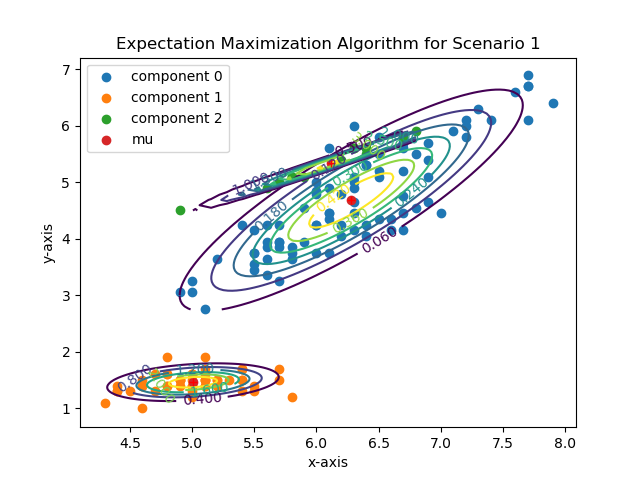 Expectation Maximization Algorithm for Scenario 1
component 0
component 1
component 2
mu
y-axis
7
6
5
4
3
2
1
0.180
0.240
0.060
0.400
4.5 5.0 5.5 6.0 6.5 7.0 7.5 8.0
x-axis